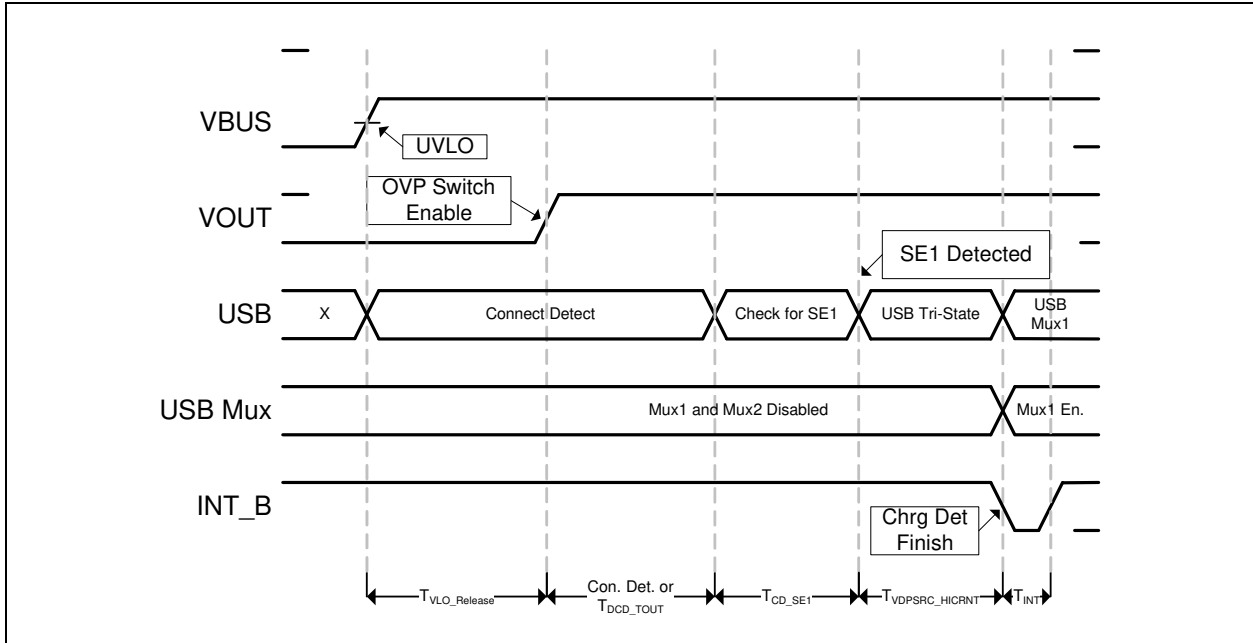 VBUS
UVLO
OVP Switch
Enable
VOUT
SE1 Detected
USB
X
Connect Detect
Check for SE1
USB Tri-State
USB
Mux1
USB Mux
Mux1 and Mux2 Disabled
Mux1 En.
INT_B
Chrg Det
Finish
TVLO_Release
Con. Det. or
TDCD_TOUT
TCD_SE1
TVDPSRC_HICRNT
TINT